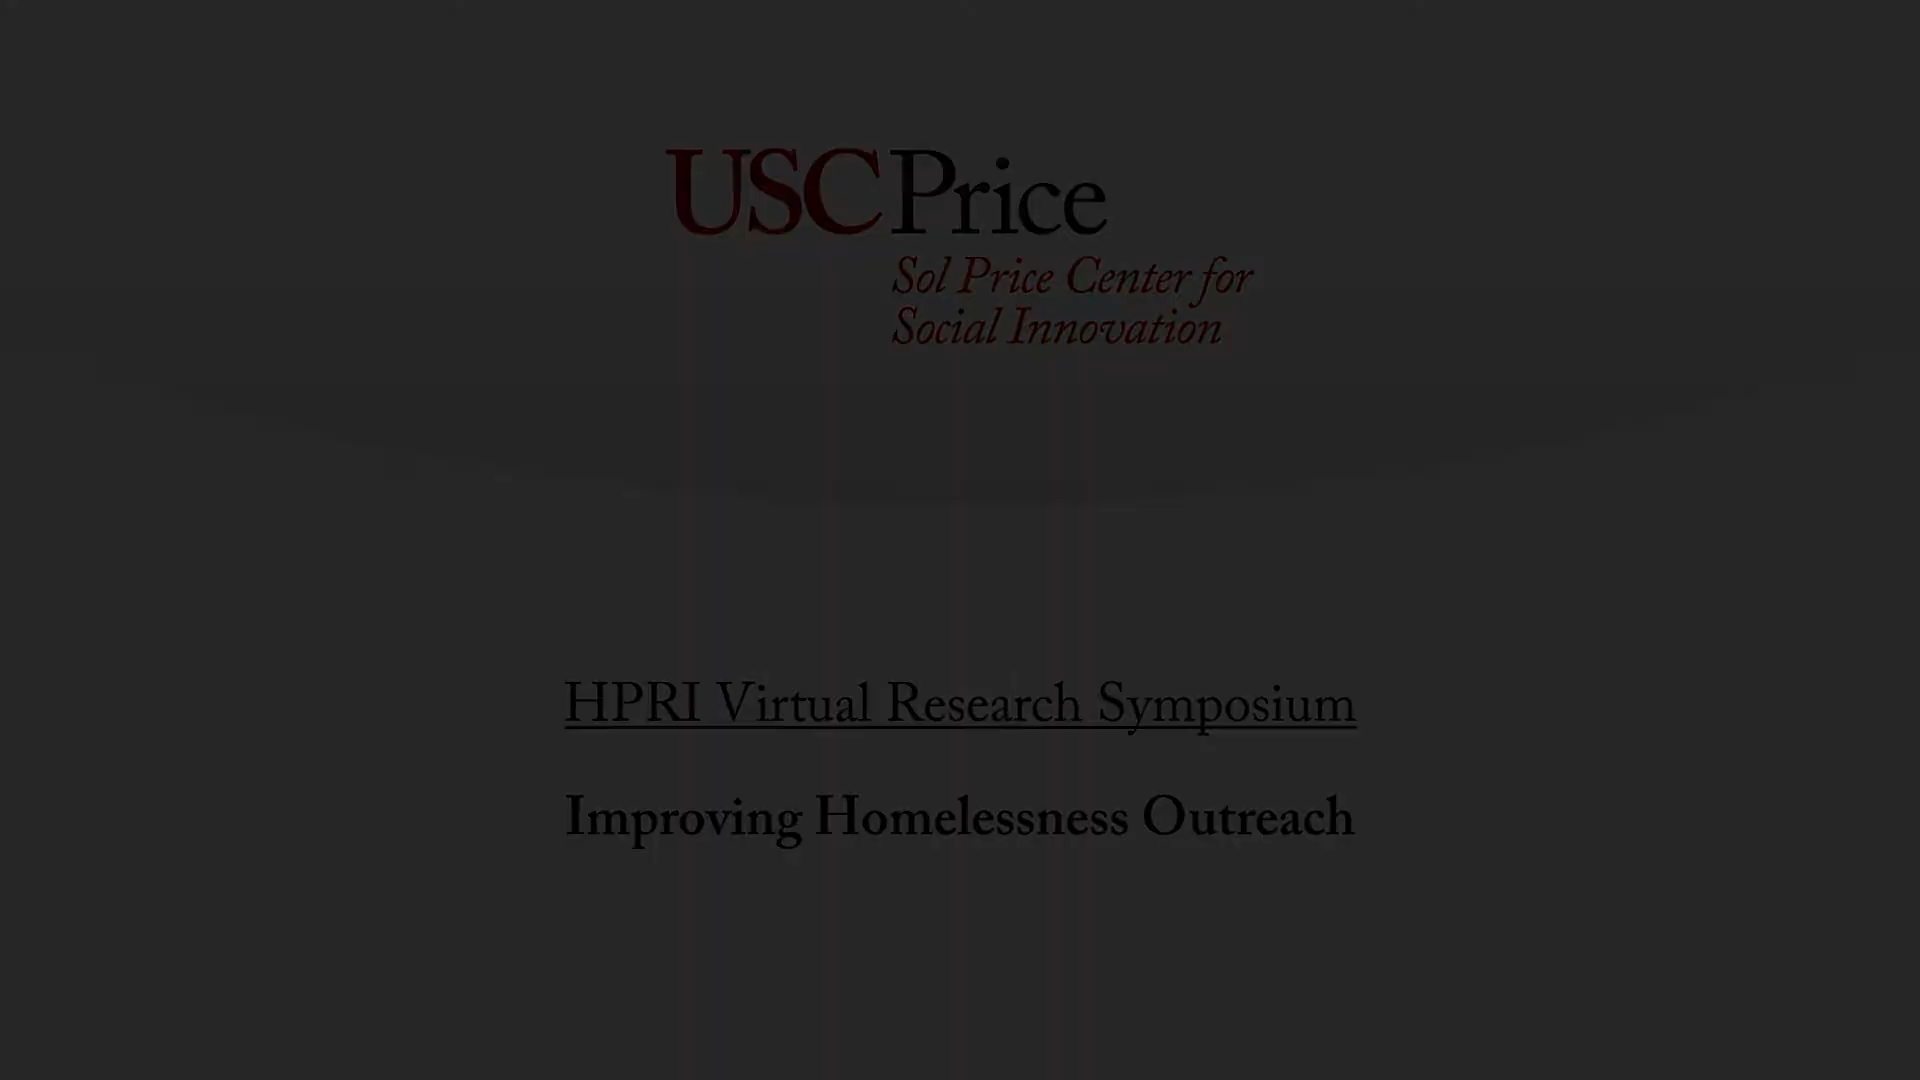 USC Price
Sol Price Center for
Social Innovation
HPRI Virtual Research Symposium
Improving Homelessness Outreach